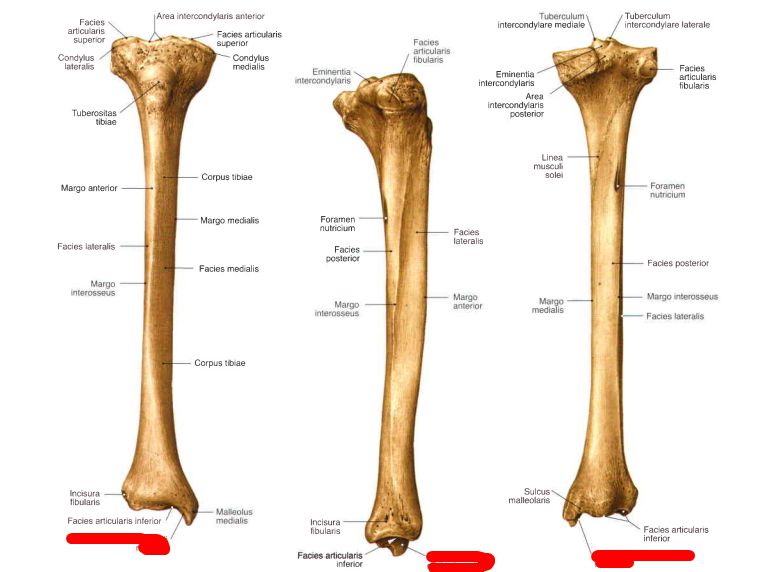 Facies
articularis
superior
Area intercondylaris anterior
Facies articularis
superior
Condylus
lateralis
Condylus
medialis
Tuberositas
tibiae
Corpus tibiae
Margo anterior
Margo medialis
Facies lateralis
Facies medialis
Margo
interosseus
Corpus tibiae
Incisura
fibularis
Malleolus
medialis
Facies articularis inferior
Facies
articularis
fibularis
Eminentia
intercondylaris
Foramen
nutricium
Facies
lateralis
Facies
posterior
Margo
interosseus
Margo
anterior
Incisura
fibularis
Facies articularis
inferior
Tuberculum
intercondylare mediale
Tuberculum
intercondylare laterale
Eminentia
intercondylaris
Facies
articularis
fibularis
Area
intercondylaris
posterior
Linea
musculi
solei
Foramen
nutricium
Facies posterior
Margo
medialis
Margo interosseus
Facies lateralis
Sulcus
malleolaris
Facies articularis
inferior